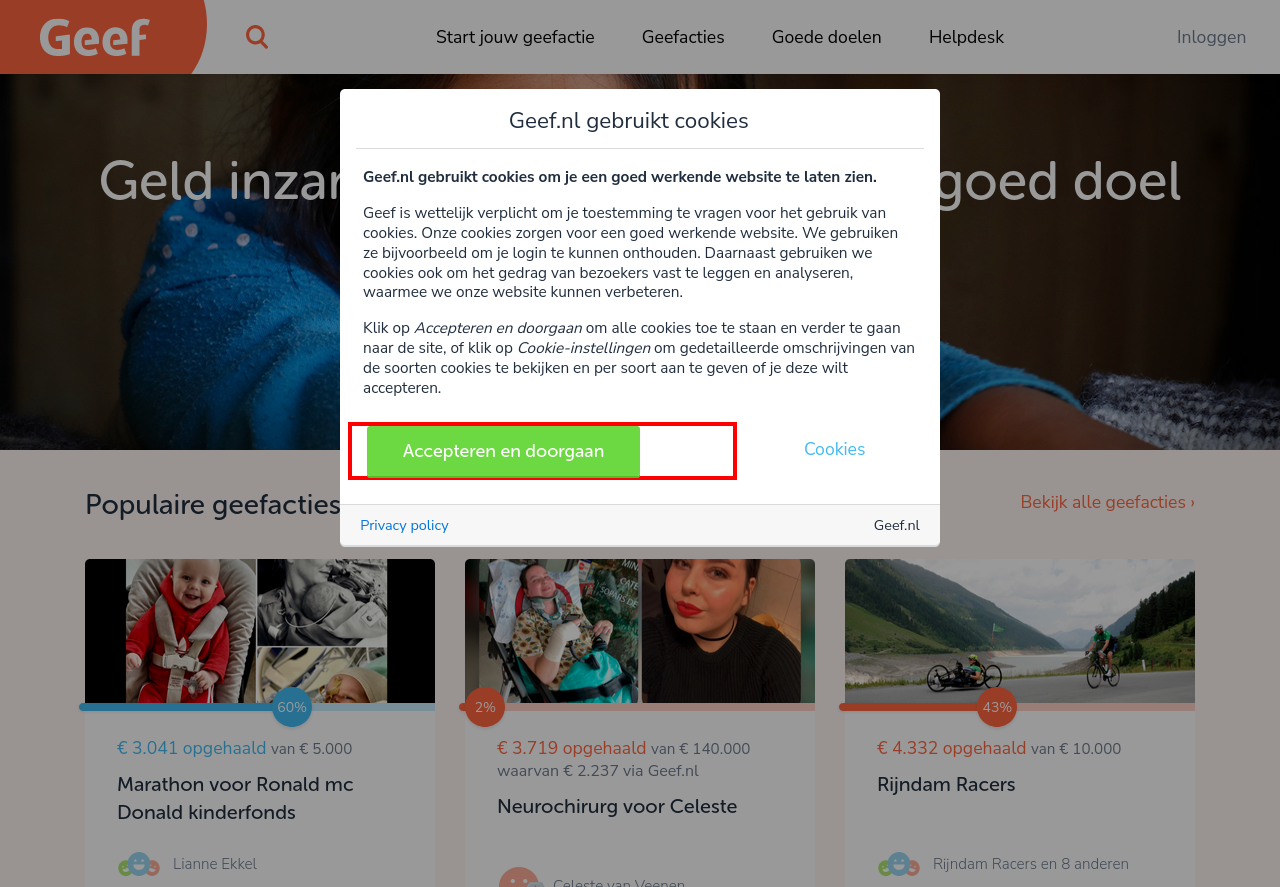 Geef
Start jouw geefactie
Geefacties
Goede doelen
Helpdesk
Inloggen
Geld inza
goed doel
Geef.nl gebruikt cookies
Geef.nl gebruikt cookies om je een goed werkende website te laten zien.
Geef is wettelijk verplicht om je toestemming te vragen voor het gebruik van
cookies. Onze cookies zorgen voor een goed werkende website. We gebruiken
ze bijvoorbeeld om je login te kunnen onthouden. Daarnaast gebruiken we
cookies ook om het gedrag van bezoekers vast te leggen en analyseren,
waarmee we onze website kunnen verbeteren.
Klik op Accepteren en doorgaan om alle cookies toe te staan en verder te gaan
naar de site, of klik op Cookie-instellingen om gedetailleerde omschrijvingen van
de soorten cookies te bekijken en per soort aan te geven of je deze wilt
accepteren.
Accepteren en doorgaan
Cookies
Privacy policy
Geef.nl
Populaire geefacties
Bekijk alle geefacties ›
60%
€ 3.041 opgehaald van € 5.000
Marathon voor Ronald mc
Donald kinderfonds
Lianne Ekkel
2%
€ 3.719 opgehaald van € 140.000
waarvan € 2.237 via Geef.nl
Neurochirurg voor Celeste
Celeste van Veenen
43%
€ 4.332 opgehaald van € 10.000
Rijndam Racers
Rijndam Racers en 8 anderen